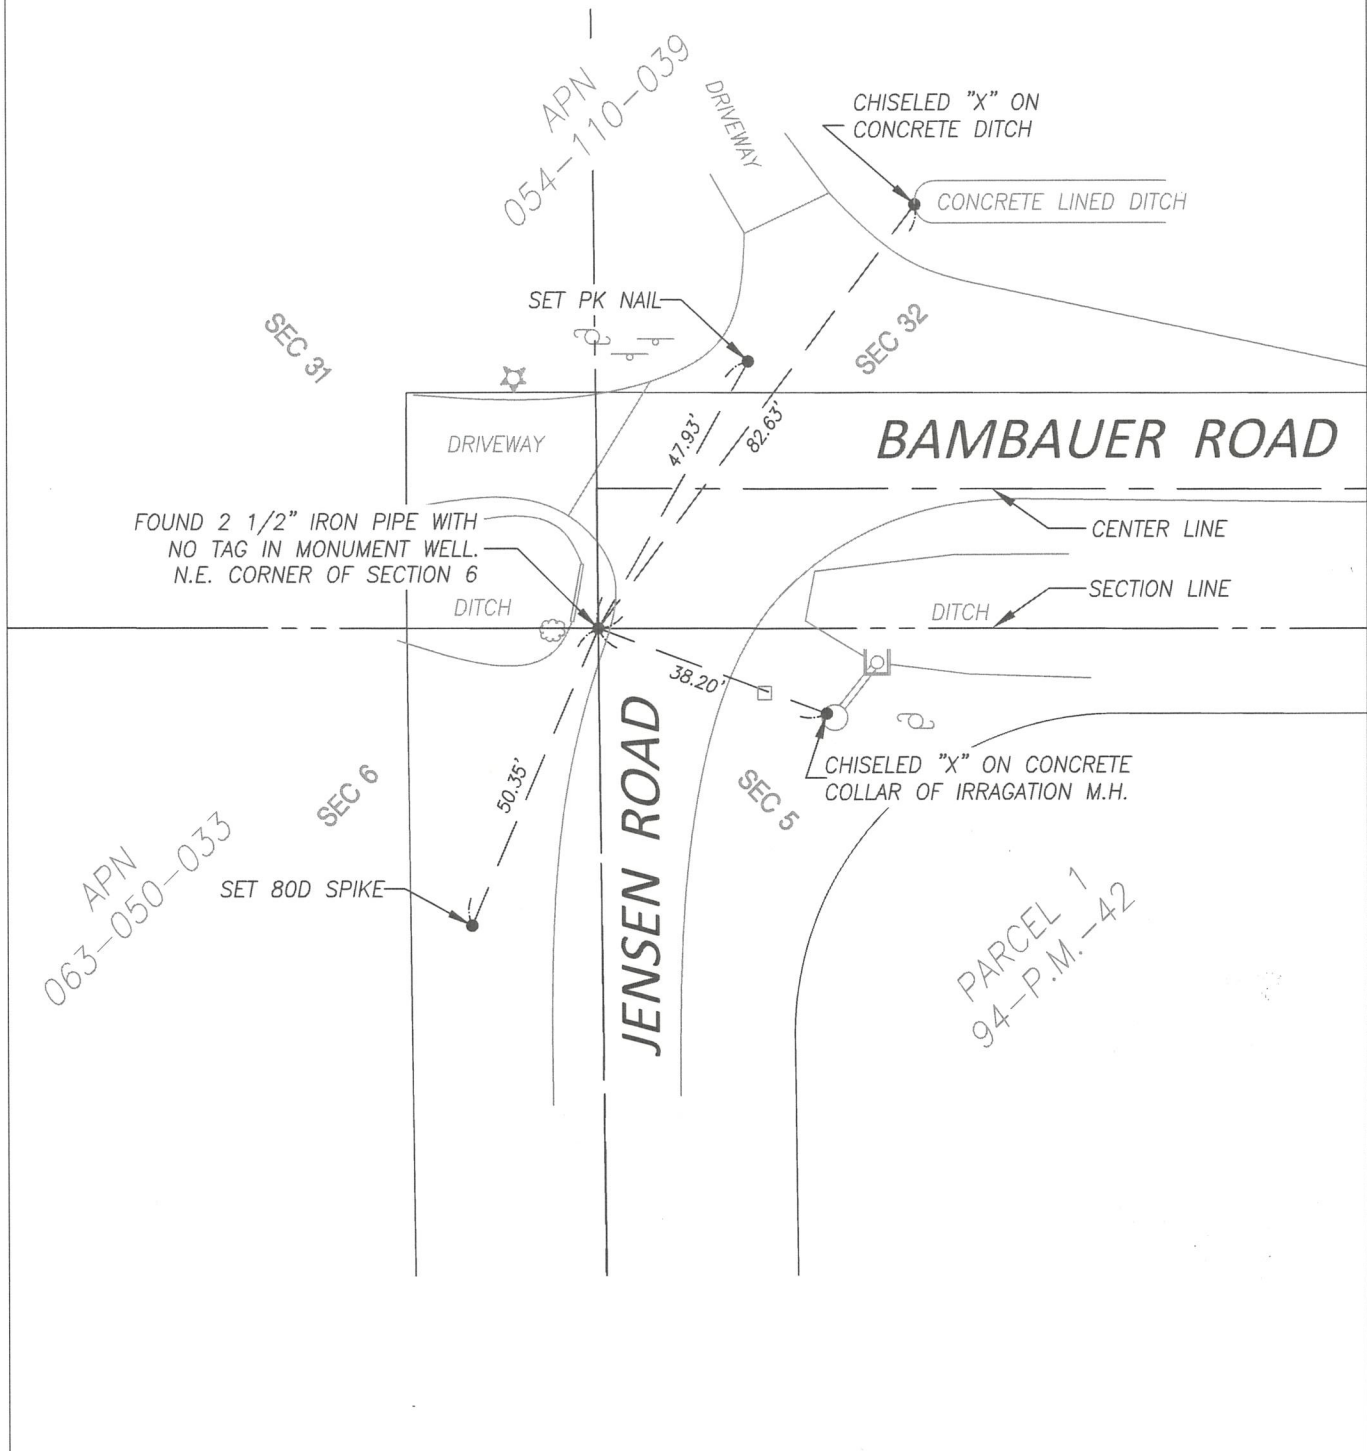 APN
054-110-039
DRIVEWAY
CHISELED "X" ON
CONCRETE DITCH
CONCRETE LINED DITCH
SET PK NAIL
SEC 31
SEC 32
47.93'
82.63'
BAMBAUER ROAD
DRIVEWAY
FOUND 2 1/2" IRON PIPE WITH
NO TAG IN MONUMENT WELL.
N.E. CORNER OF SECTION 6
CENTER LINE
SECTION LINE
DITCH
DITCH
38.20'
50.35'
JENSEN ROAD
SEC 6
SEC 5
CHISELED "X" ON CONCRETE
COLLAR OF IRRAGATION M.H.
APN
063-050-033
SET 80D SPIKE
PARCEL 1
94-P.M.-42